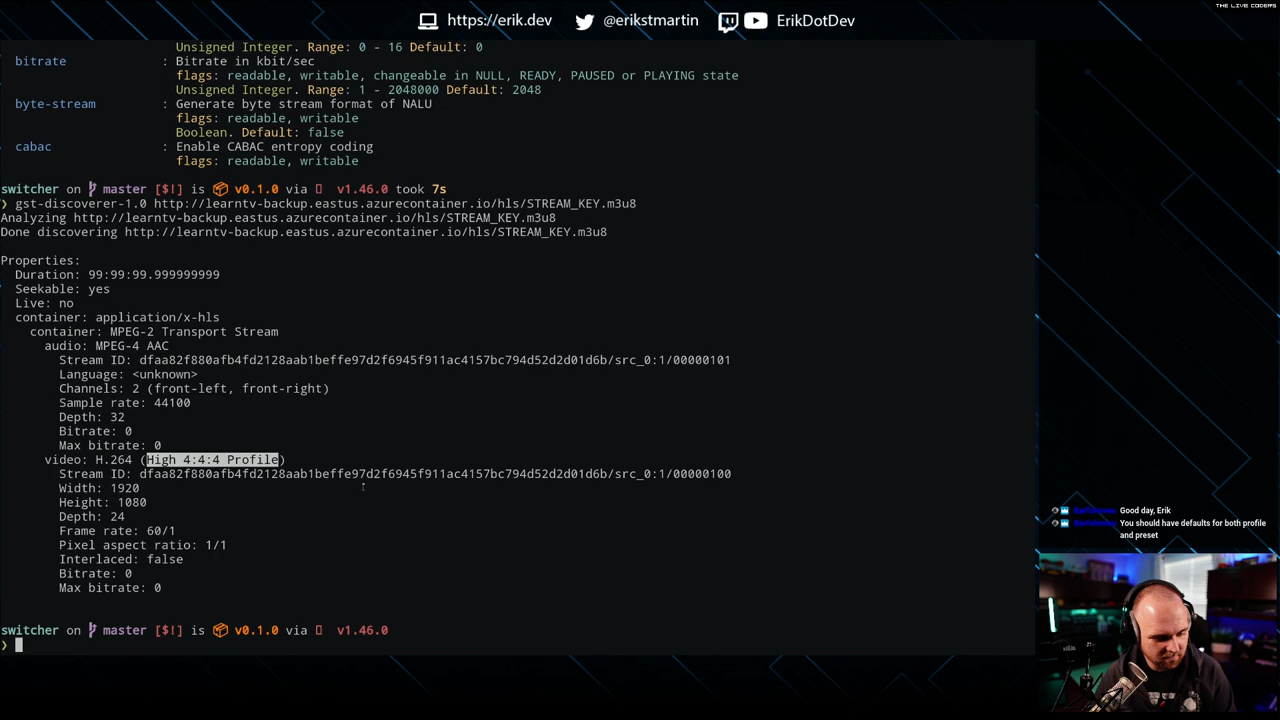 THE LIVE CODERS
https://erik.dev @erikstmartin ErikDotDev
Unsigned Integer. Range: 0 - 16 Default: 0
bitrate : Bitrate in kbit/sec
flags: readable, writable, changeable in NULL, READY, PAUSED or PLAYING state
Unsigned Integer. Range: 1 - 2048000 Default: 2048
byte-stream : Generate byte stream format of NALU
flags: readable, writable
Boolean. Default: false
cabac : Enable CABAC entropy coding
flags: readable, writable
switcher on master [$!] is v0.1.0 via v1.46.0 took 7s
❯ gst-discoverer-1.0 http://learntv-backup.eastus.azurecontainer.io/hls/STREAM_KEY.m3u8
Analyzing http://learntv-backup.eastus.azurecontainer.io/hls/STREAM_KEY.m3u8
Done discovering http://learntv-backup.eastus.azurecontainer.io/hls/STREAM_KEY.m3u8
Properties:
Duration: 99:99:99.999999999
Seekable: yes
Live: no
container: application/x-hls
container: MPEG-2 Transport Stream
audio: MPEG-4 AAC
Stream ID: dfaa82f880afb4fd2128aab1beffe97d2f6945f911ac4157bc794d52d2d01d6b/src_0:1/00000101
Language: <unknown>
Channels: 2 (front-left, front-right)
Sample rate: 44100
Depth: 32
Bitrate: 0
Max bitrate: 0
video: H.264 (High 4:4:4 Profile)
Stream ID: dfaa82f880afb4fd2128aab1beffe97d2f6945f911ac4157bc794d52d2d01d6b/src_0:1/00000100
Width: 1920
Height: 1080
Depth: 24
Frame rate: 60/1
Pixel aspect ratio: 1/1
Interlaced: false
Bitrate: 0
Max bitrate: 0
switcher on master [$!] is v0.1.0 via v1.46.0
❯
Good day, Erik
You should have defaults for both profile
and preset